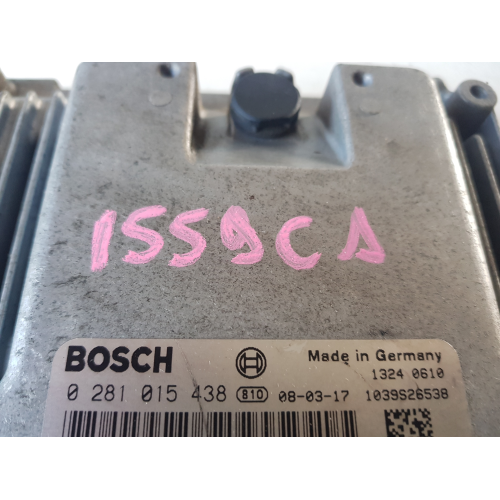 1559CA
BOSCH Made in Germany
1324 0610
0 281 015 438 810 08-03-17 1039S26538